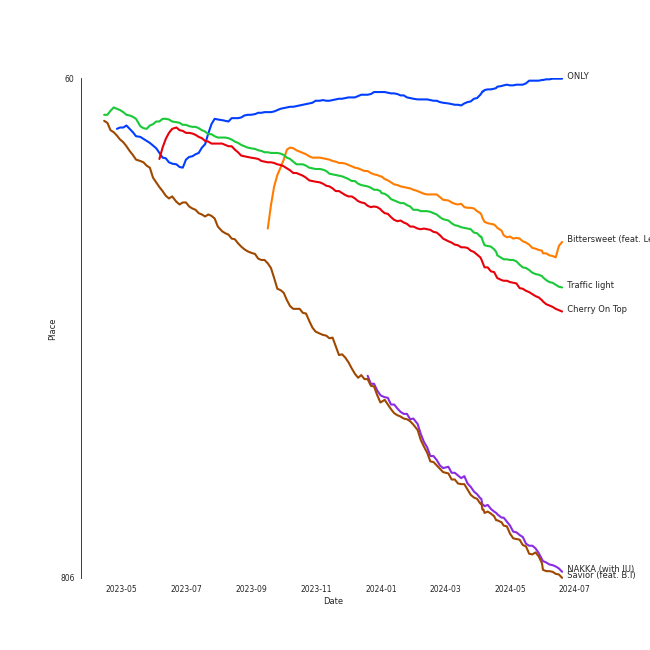 60
ONLY
Bittersweet (feat. Le
Traffic light
Cherry On Top
Place
NAKKA (with IU)
Savior (feat. B.I)
806
2023-05 2023-07 2023-09 2023-11 2024-01 2024-03 2024-05 2024-07
Date